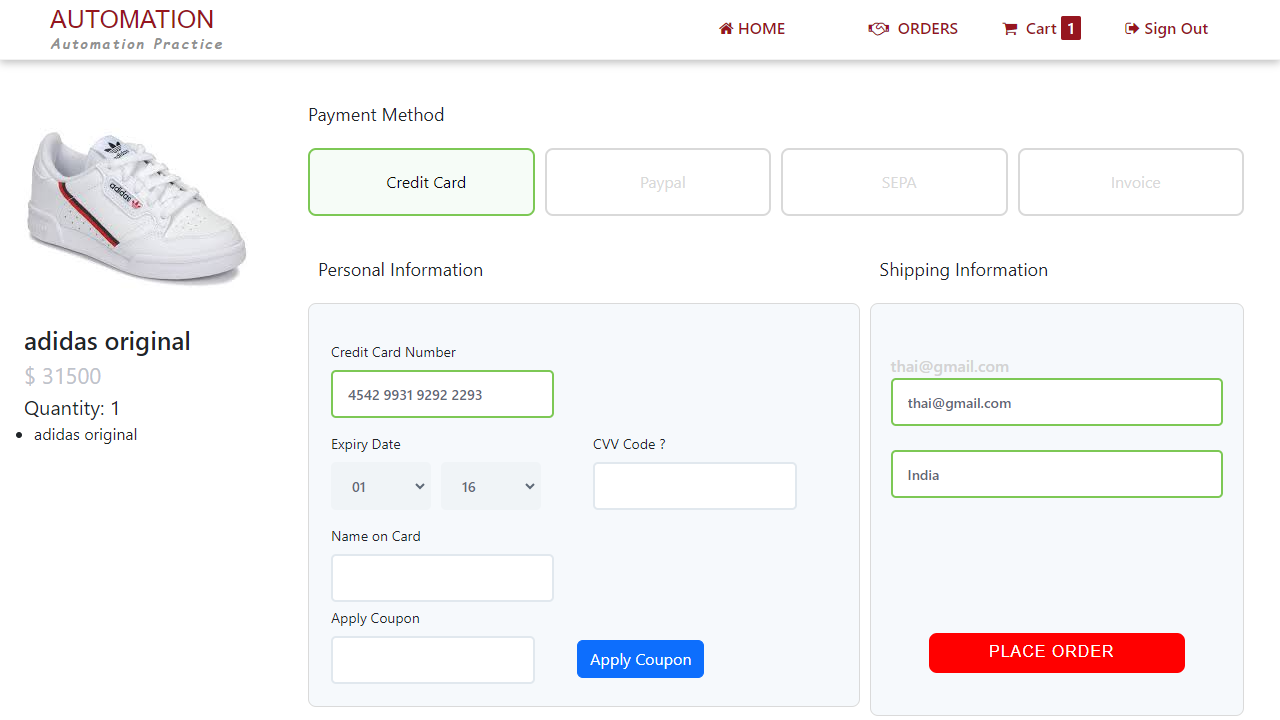 AUTOMATION
Automation Practice
HOME
ORDERS
Cart 1
Sign Out
Payment Method
Credit Card
Paypal
SEPA
Invoice
adidas
adidas
adidas original
$ 31500
Quantity: 1
adidas original
Personal Information
Credit Card Number
4542 9931 9292 2293
Expiry Date
CVV Code ?
01
16
Name on Card
Apply Coupon
Apply Coupon
Shipping Information
thai@gmail.com
thai@gmail.com
India
PLACE ORDER